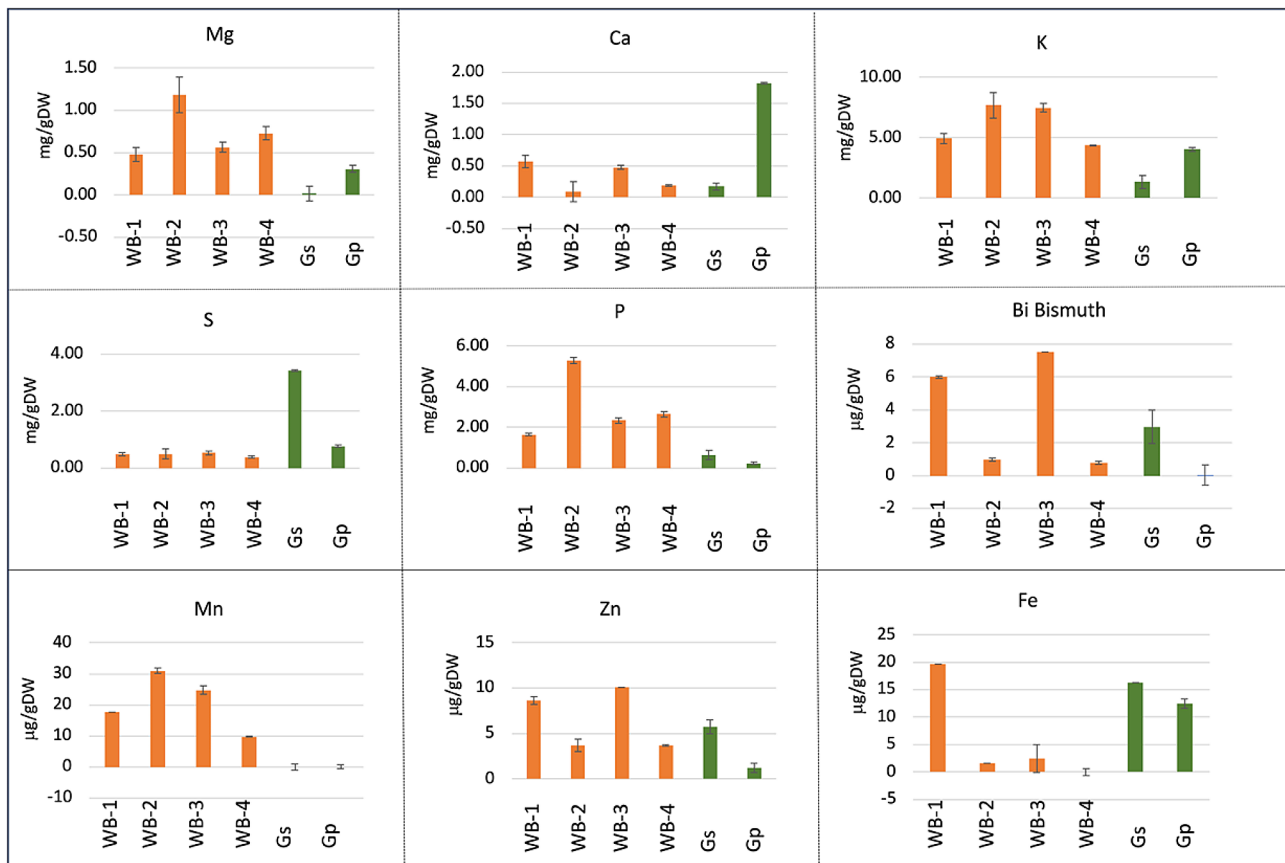 Mg
mg/gDW
1.50
1.00
0.50
0.00
-0.50
WB-1
WB-2
WB-3
WB-4
Gs
Gp
Ca
mg/gDW
2.00
1.50
1.00
0.50
0.00
-0.50
WB-1
WB-2
WB-3
WB-4
Gs
Gp
K
mg/gDW
10.00
5.00
0.00
WB-1
WB-2
WB-3
WB-4
Gs
Gp
S
mg/gDW
4.00
2.00
0.00
WB-1
WB-2
WB-3
WB-4
Gs
Gp
P
mg/gDW
6.00
4.00
2.00
0.00
WB-1
WB-2
WB-3
WB-4
Gs
Gp
Bi Bismuth
µg/gDW
8
6
4
2
0
-2
WB-1
WB-2
WB-3
WB-4
Gs
Gp
Mn
µg/gDW
40
30
20
10
0
-10
WB-1
WB-2
WB-3
WB-4
Gs
Gp
Zn
µg/gDW
15
10
5
0
WB-1
WB-2
WB-3
WB-4
Gs
Gp
Fe
µg/gDW
25
20
15
10
5
0
-5
WB-1
WB-2
WB-3
WB-4
Gs
Gp